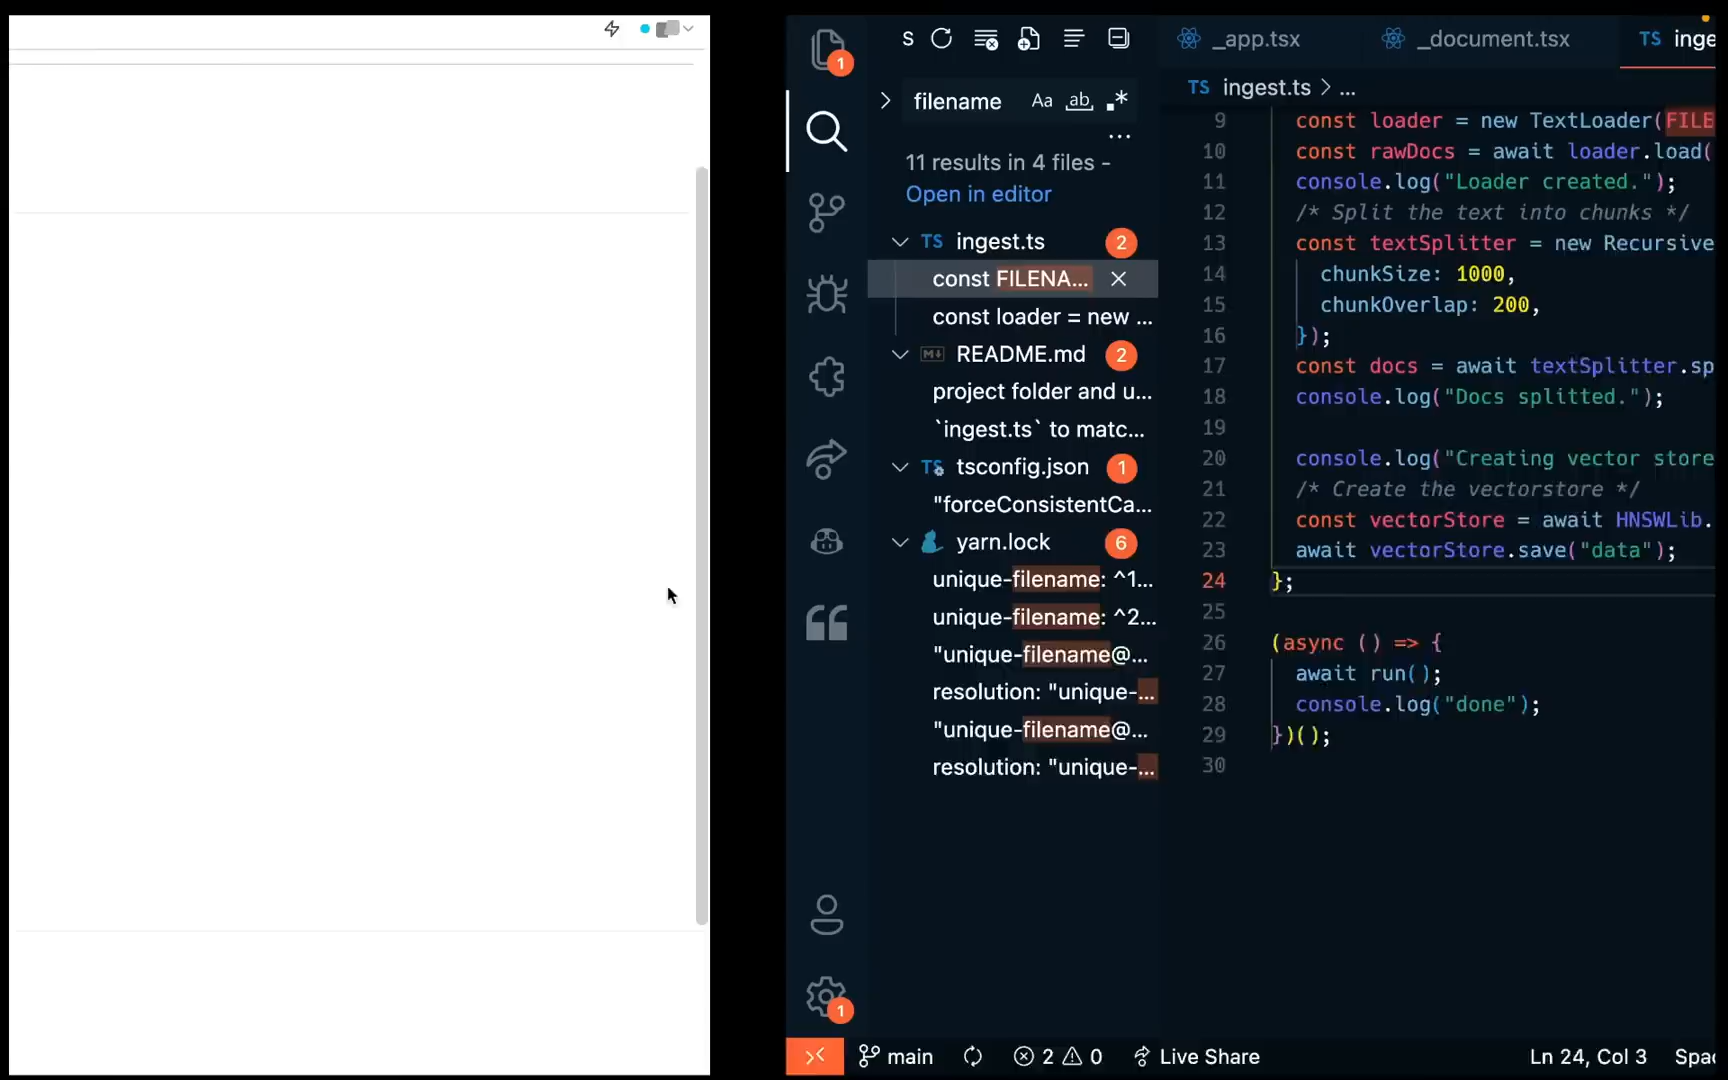 1
S
filename Aa ab .*
...
11 results in 4 files -
Open in editor
TS ingest.ts 2
const FILENA...
const loader = new ...
README.md 2
project folder and u...
`ingest.ts` to matc...
TS tsconfig.json 1
"forceConsistentCa...
yarn.lock 6
unique-filename: ^1...
unique-filename: ^2...
"unique-filename@...
resolution: "unique-...
"unique-filename@...
resolution: "unique-...
1
_app.tsx _document.tsx TS inge
TS ingest.ts > ...
9 const loader = new TextLoader(FILE
10 const rawDocs = await loader.load(
11 console.log("Loader created.");
12 /* Split the text into chunks */
13 const textSplitter = new Recursive
14 chunkSize: 1000,
15 chunkOverlap: 200,
16 });
17 const docs = await textSplitter.sp
18 console.log("Docs splitted.");
19
20 console.log("Creating vector store
21 /* Create the vectorstore */
22 const vectorStore = await HNSWLib.
23 await vectorStore.save("data");
24 };
25
26 (async () => {
27 await run();
28 console.log("done");
29 })();
30
main 2 0 Live Share Ln 24, Col 3 Spac